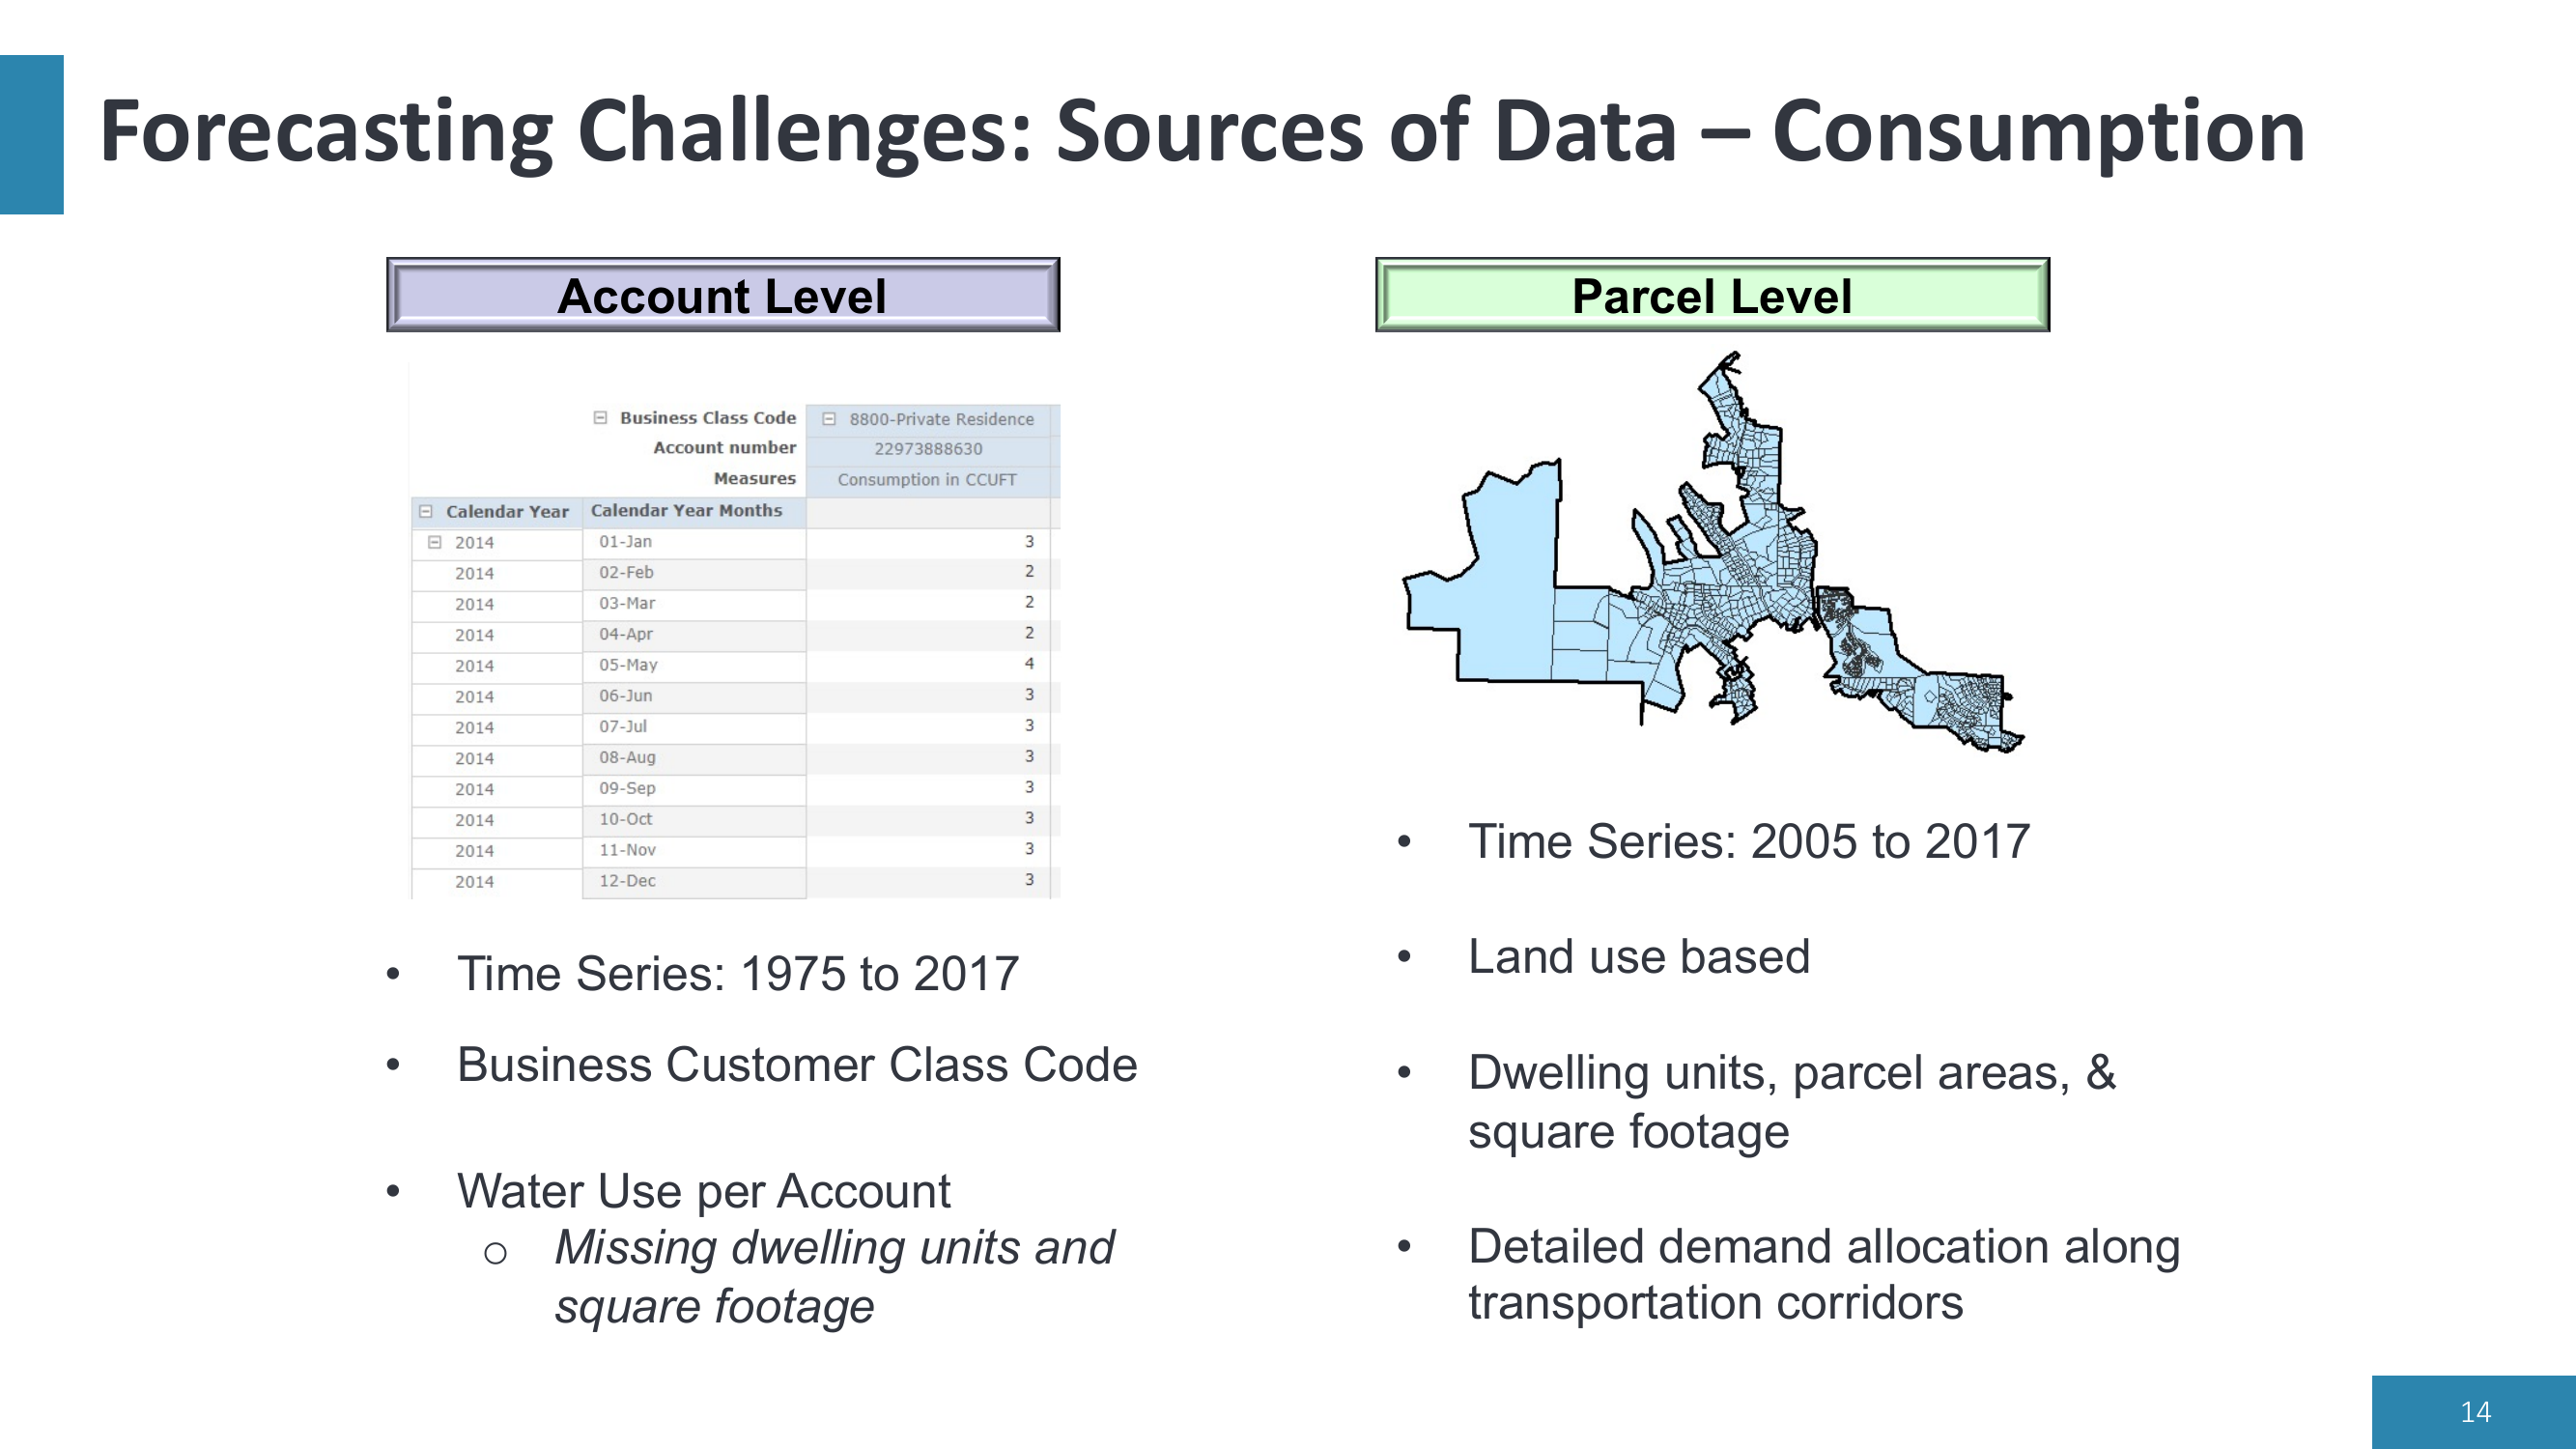 Forecasting Challenges: Sources of Data – Consumption
Account Level
Business Class Code 8800-Private Residence
Account number 22973888630
Measures Consumption in CCUFT
Calendar Year Calendar Year Months
2014 01-Jan 3
2014 02-Feb 2
2014 03-Mar 2
2014 04-Apr 2
2014 05-May 4
2014 06-Jun 3
2014 07-Jul 3
2014 08-Aug 3
2014 09-Sep 3
2014 10-Oct 3
2014 11-Nov 3
2014 12-Dec 3
• Time Series: 1975 to 2017
• Business Customer Class Code
• Water Use per Account
o Missing dwelling units and
square footage
Parcel Level
• Time Series: 2005 to 2017
• Land use based
• Dwelling units, parcel areas, &
square footage
• Detailed demand allocation along
transportation corridors
14